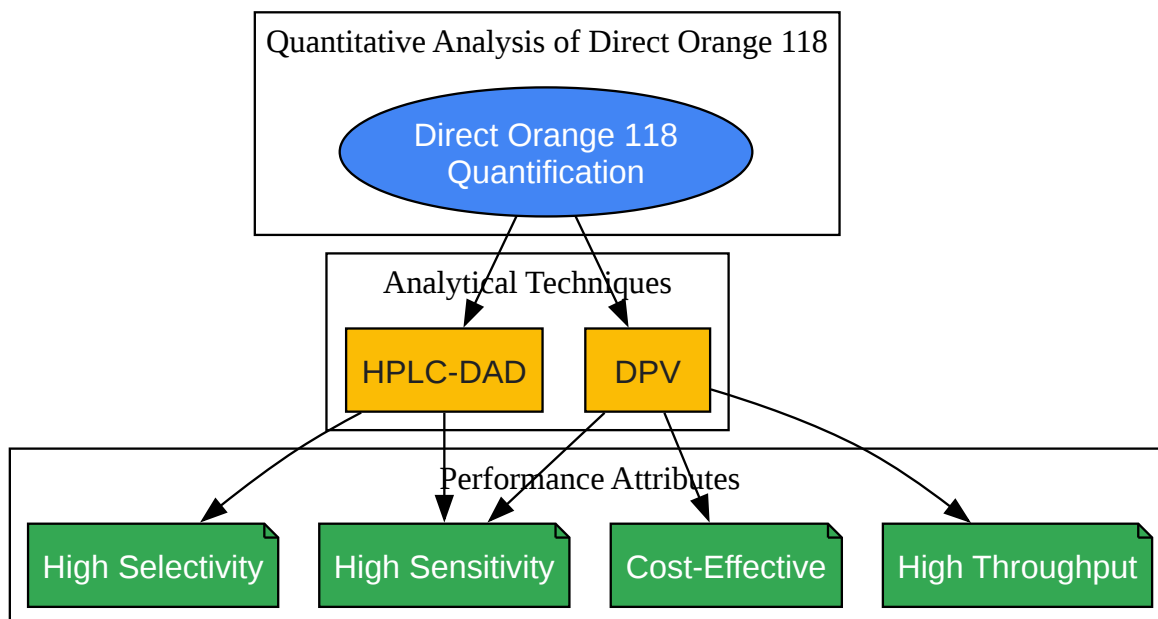 Quantitative Analysis of Direct Orange 118
Direct Orange 118
Quantification
Analytical Techniques
HPLC-DAD
DPV
Performance Attributes
High Selectivity
High Sensitivity
Cost-Effective
High Throughput